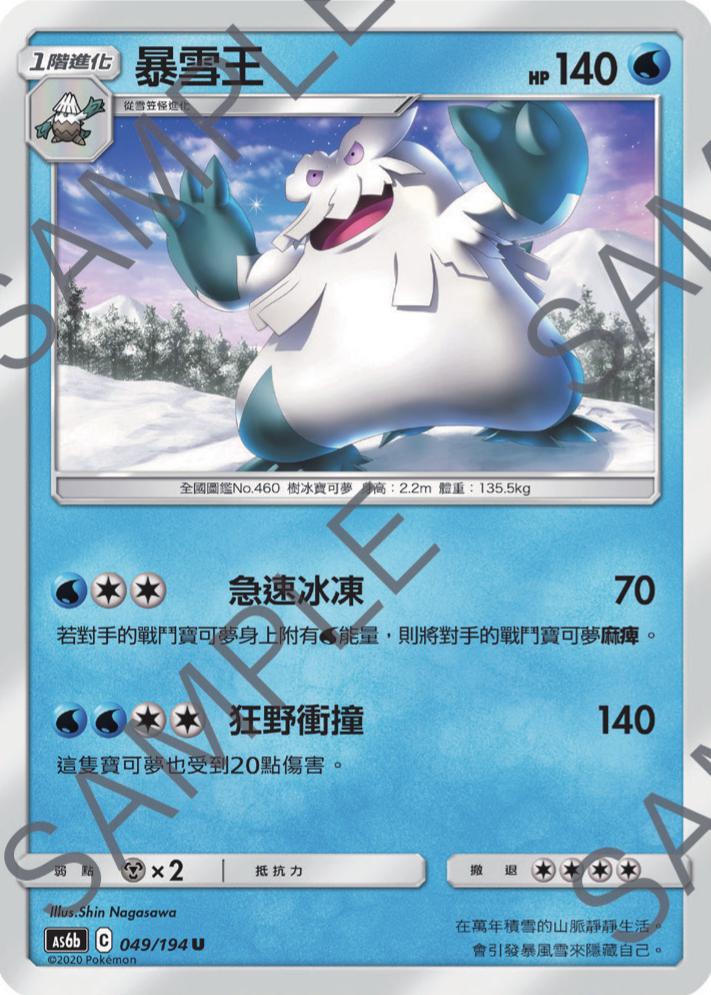 1階進化
暴雪王
HP 140
從雪笠怪進化
全國圖鑑No.460 樹冰寶可夢 身高：2.2m 體重：135.5kg
急速冰凍 70
若對手的戰鬥寶可夢身上附有能量，則將對手的戰鬥寶可夢麻痺。
狂野衝撞 140
這隻寶可夢也受到20點傷害。
弱點 ×2 抵抗力 撤退
Illus.Shin Nagasawa
AS6b C 049/194 U
©2020 Pokémon
在萬年積雪的山脈靜靜生活。
會引發暴風雪來隱藏自己。
SAMPLE
SAMPLE
SAMPLE
SAMPLE